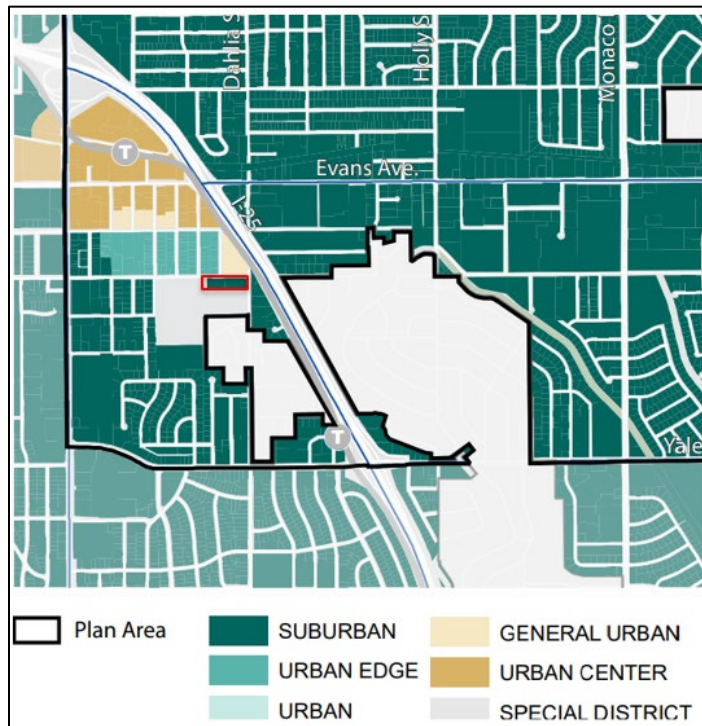 Dahlia S
Holly S
Monaco
T
Evans Ave.
I-25
T
Yale
Plan Area
SUBURBAN
GENERAL URBAN
URBAN EDGE
URBAN CENTER
URBAN
SPECIAL DISTRICT